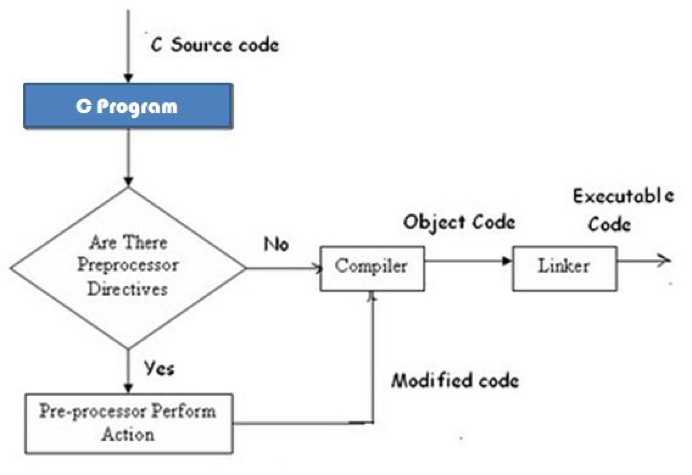 C Source code
C Program
Are There
Preprocessor
Directives
No
Compiler
Object Code
Linker
Executable
Code
Yes
Pre-processor Perform
Action
Modified code